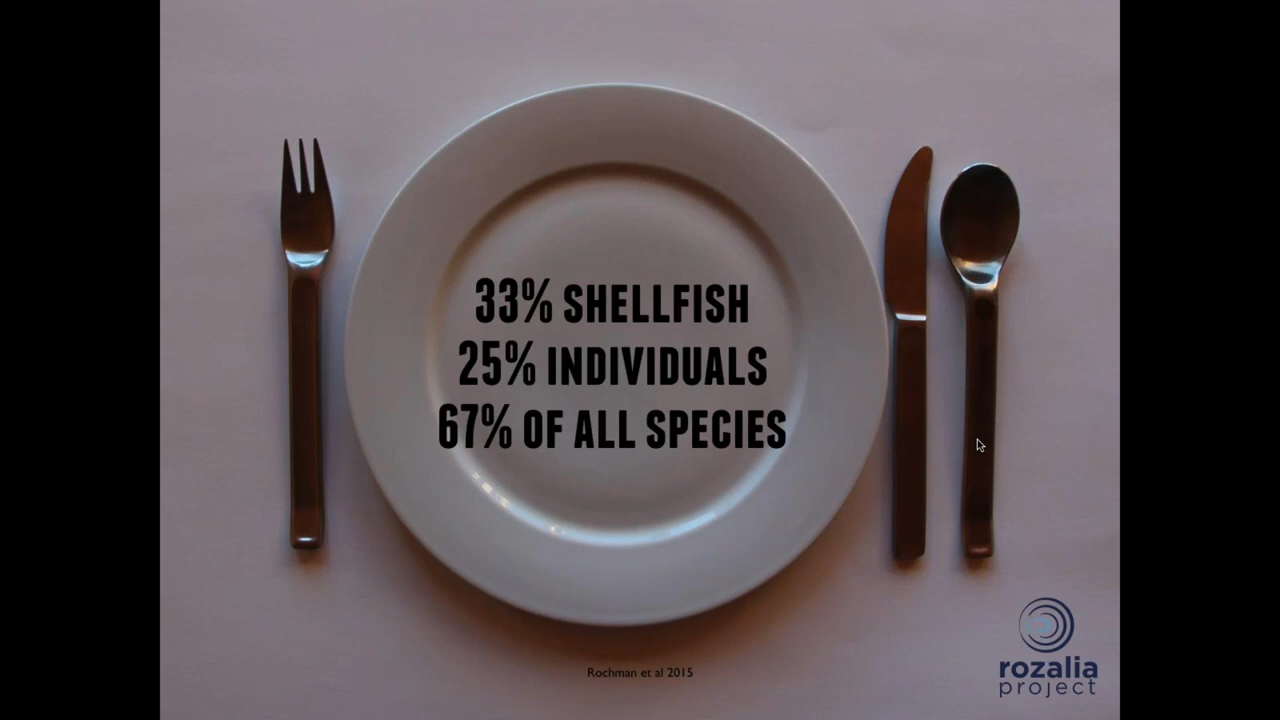 33% SHELLFISH
25% INDIVIDUALS
67% OF ALL SPECIES
Rochman et al 2015
rozalia
project